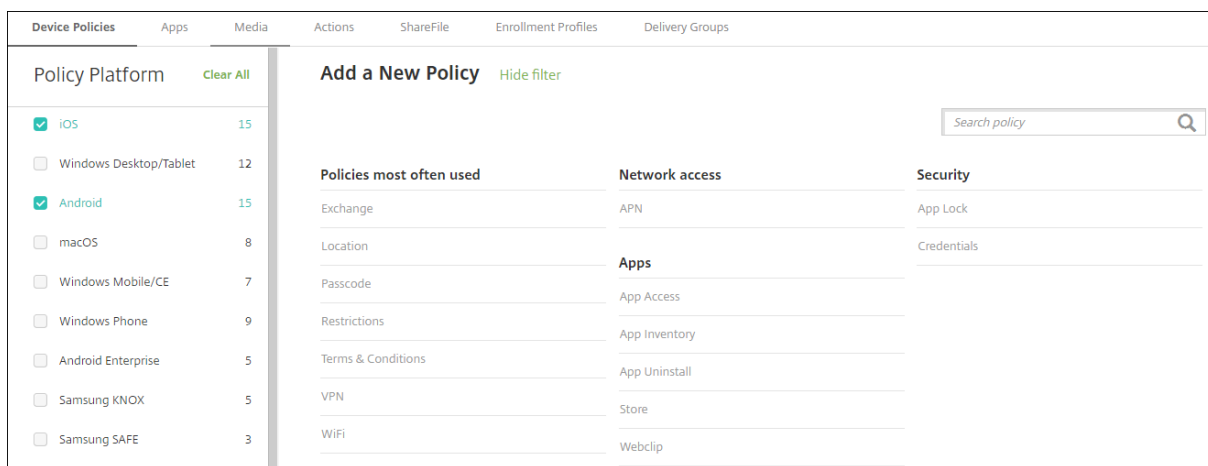 Device Policies Apps Media Actions ShareFile Enrollment Profiles Delivery Groups
Policy Platform Clear All
iOS 15
Windows Desktop/Tablet 12
Android 15
macOS 8
Windows Mobile/CE 7
Windows Phone 9
Android Enterprise 5
Samsung KNOX 5
Samsung SAFE 3
Add a New Policy Hide filter
Search policy
Policies most often used
Exchange
Location
Passcode
Restrictions
Terms & Conditions
VPN
WiFi
Network access
APN
Apps
App Access
App Inventory
App Uninstall
Store
Webclip
Security
App Lock
Credentials